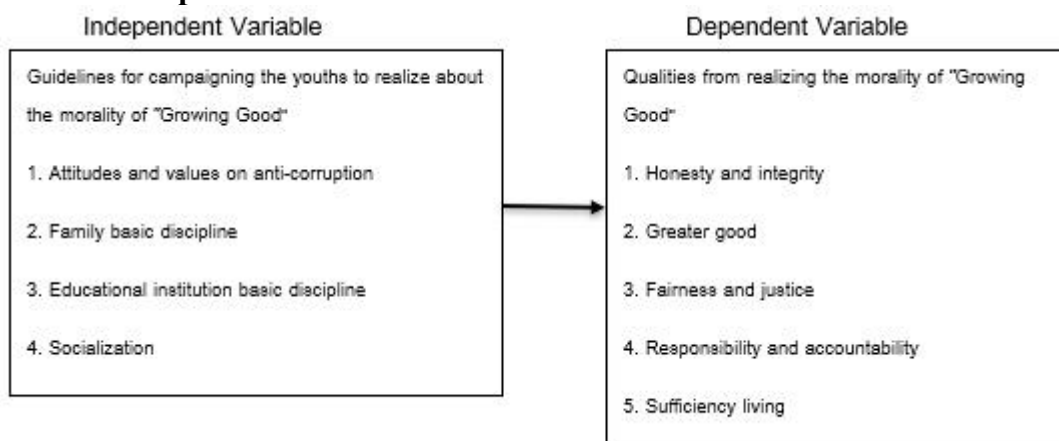 Independent Variable
Guidelines for campaigning the youths to realize about
the morality of "Growing Good"
1. Attitudes and values on anti-corruption
2. Family basic discipline
3. Educational institution basic discipline
4. Socialization
Dependent Variable
Qualities from realizing the morality of "Growing
Good"
1. Honesty and integrity
2. Greater good
3. Fairness and justice
4. Responsibility and accountability
5. Sufficiency living